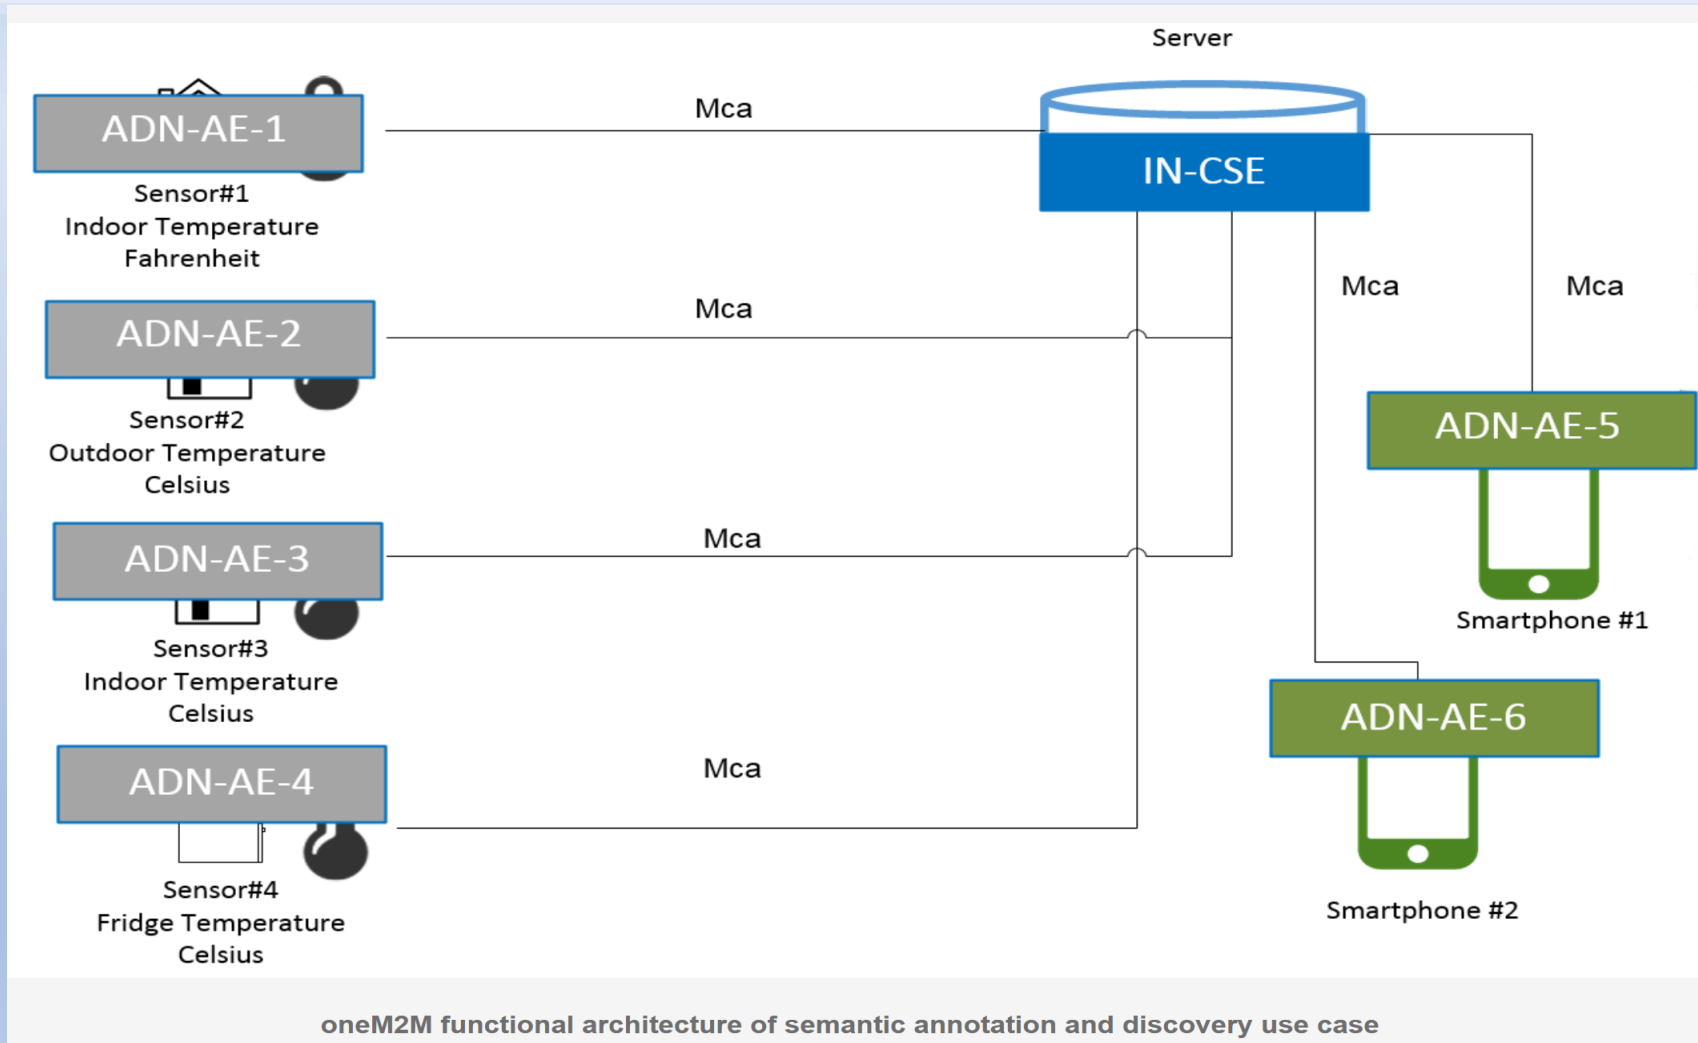 Server
ADN-AE-1
Mca
IN-CSE
Sensor#1
Indoor Temperature
Fahrenheit
ADN-AE-2
Mca
Mca
Mca
Sensor#2
Outdoor Temperature
Celsius
ADN-AE-5
ADN-AE-3
Mca
Smartphone #1
Sensor#3
Indoor Temperature
Celsius
ADN-AE-6
ADN-AE-4
Mca
Sensor#4
Fridge Temperature
Celsius
Smartphone #2
oneM2M functional architecture of semantic annotation and discovery use case